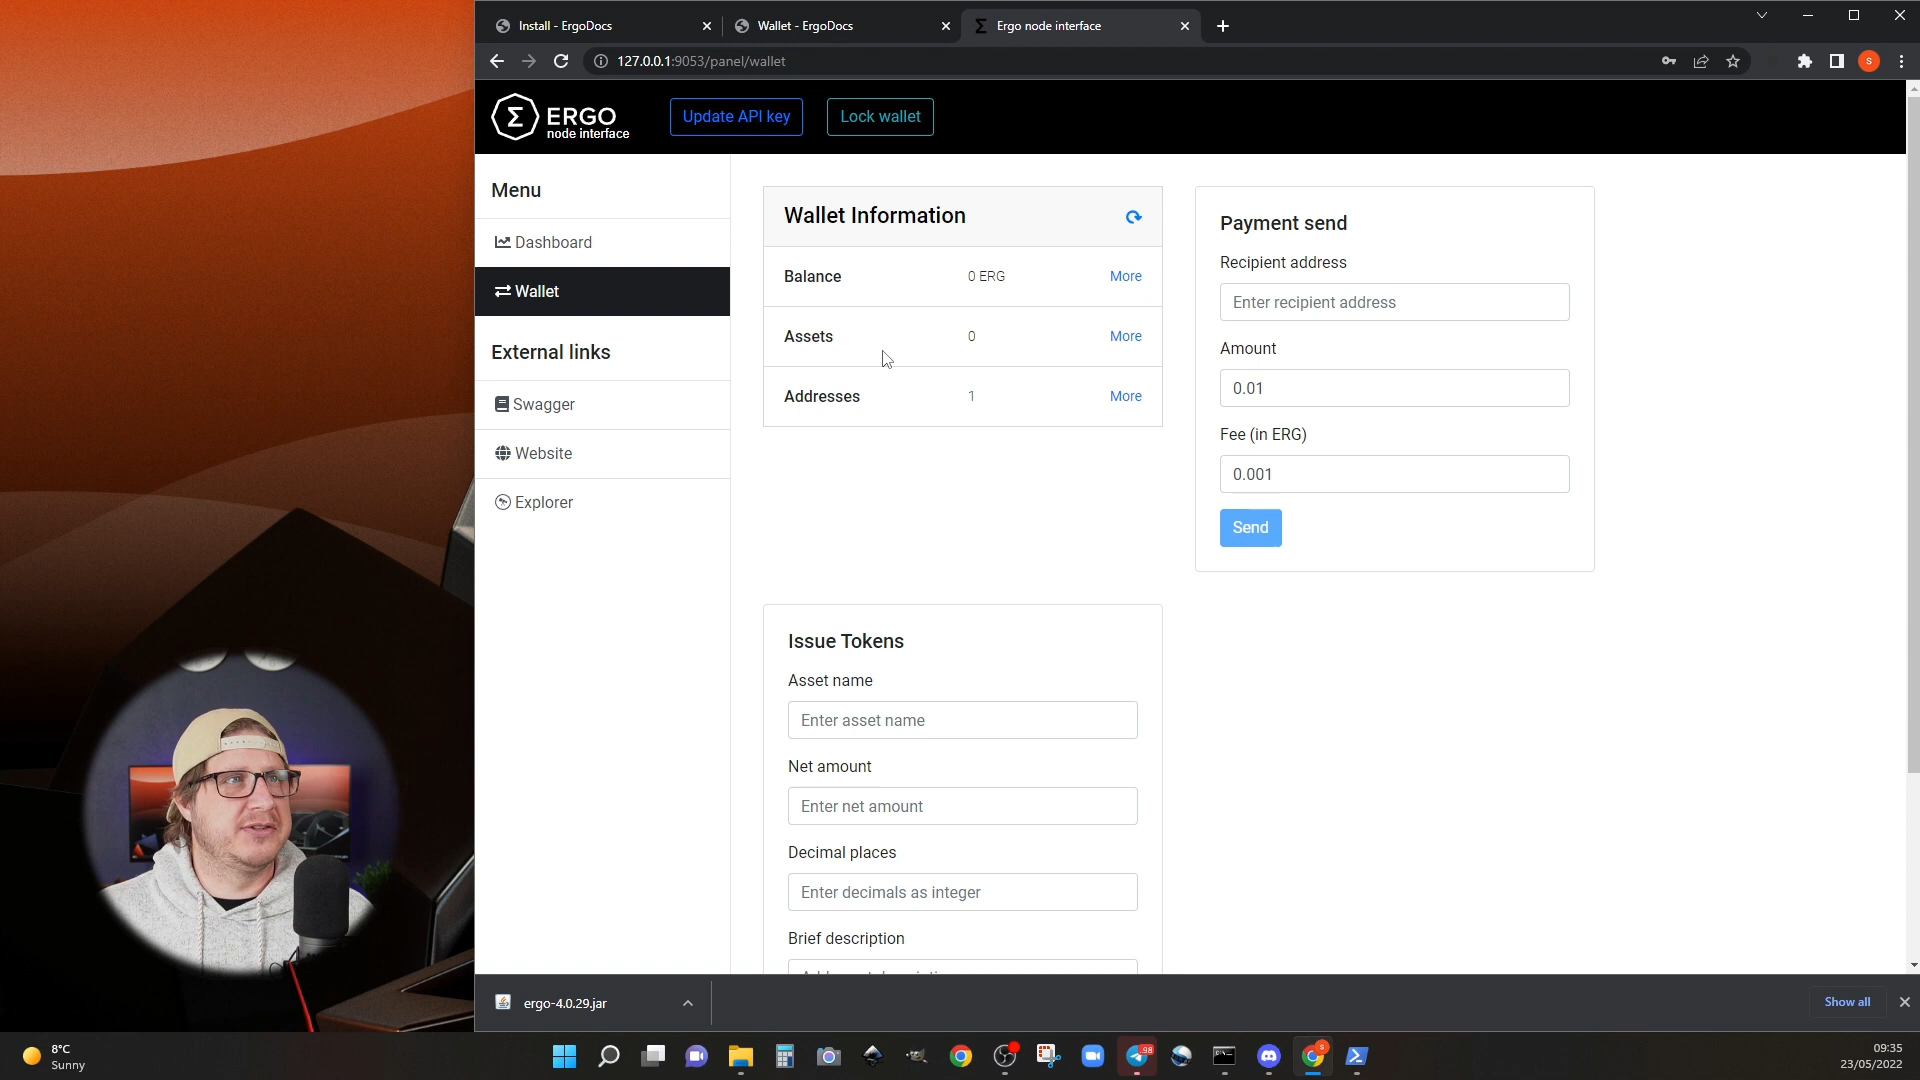 Install - ErgoDocs
Wallet - ErgoDocs
Ergo node interface
127.0.0.1:9053/panel/wallet
S
Σ ERGO
node interface
Update API key
Lock wallet
Menu
Dashboard
Wallet
External links
Swagger
Website
Explorer
Wallet Information
Balance 0 ERG More
Assets 0 More
Addresses 1 More
Payment send
Recipient address
Enter recipient address
Amount
0.01
Fee (in ERG)
0.001
Send
Issue Tokens
Asset name
Enter asset name
Net amount
Enter net amount
Decimal places
Enter decimals as integer
Brief description
ergo-4.0.29.jar
Show all
8°C
Sunny
98
09:35
23/05/2022